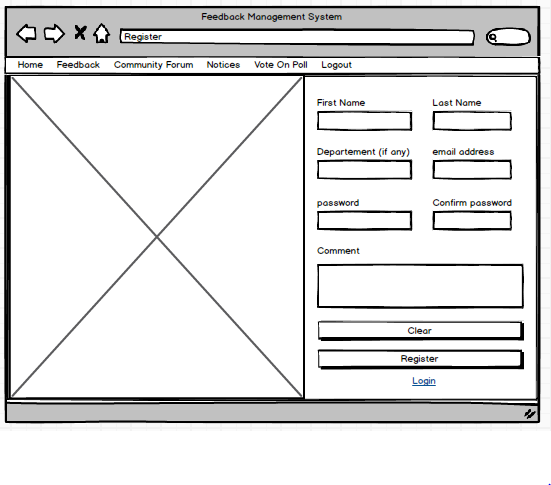 Feedback Management System
Register
Home Feedback Community Forum Notices Vote On Poll Logout
First Name Last Name
Departement (if any) email address
password Confirm password
Comment
Clear
Register
Login